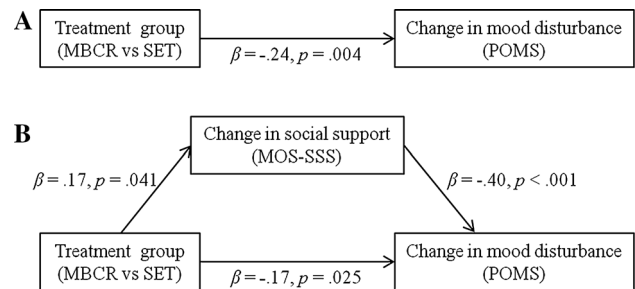 A
Treatment group
(MBCR vs SET)
β = -.24, p = .004
Change in mood disturbance
(POMS)
B
Change in social support
(MOS-SSS)
β = .17, p = .041
β = -.40, p < .001
Treatment group
(MBCR vs SET)
β = -.17, p = .025
Change in mood disturbance
(POMS)